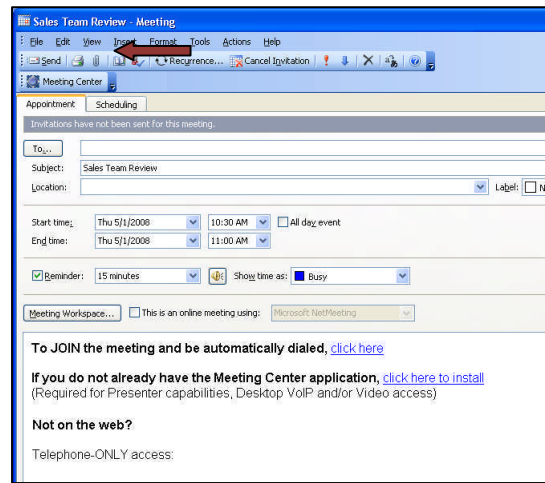 Sales Team Review - Meeting
File Edit View Insert Format Tools Actions Help
Send Recurrence... Cancel Invitation
Meeting Center
Appointment Scheduling
Invitations have not been sent for this meeting.
To...
Subject: Sales Team Review
Location: Label: N
Start time: Thu 5/1/2008 10:30 AM All day event
End time: Thu 5/1/2008 11:00 AM
Reminder: 15 minutes Show time as: Busy
Meeting Workspace... This is an online meeting using: Microsoft NetMeeting
To JOIN the meeting and be automatically dialed, click here
If you do not already have the Meeting Center application, click here to install
(Required for Presenter capabilities, Desktop VoIP and/or Video access)
Not on the web?
Telephone-ONLY access: